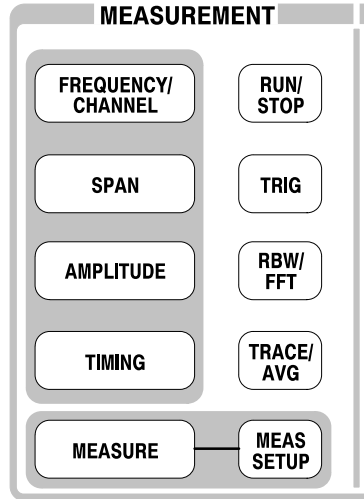 MEASUREMENT
FREQUENCY/
CHANNEL
RUN/
STOP
SPAN
TRIG
AMPLITUDE
RBW/
FFT
TIMING
TRACE/
AVG
MEASURE
MEAS
SETUP